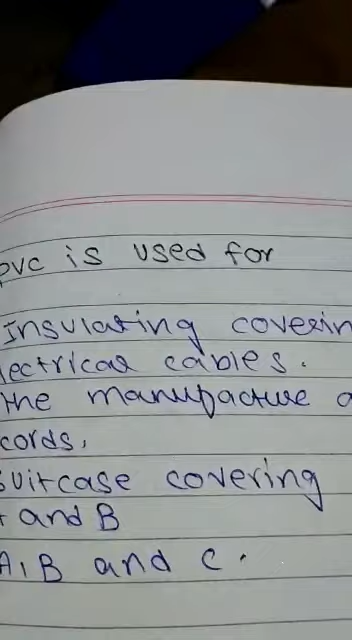 PVC is used for
Insulating coverin
lectrical cables.
the manufacture o
cords,
suitcase covering
and B
A, B and C.